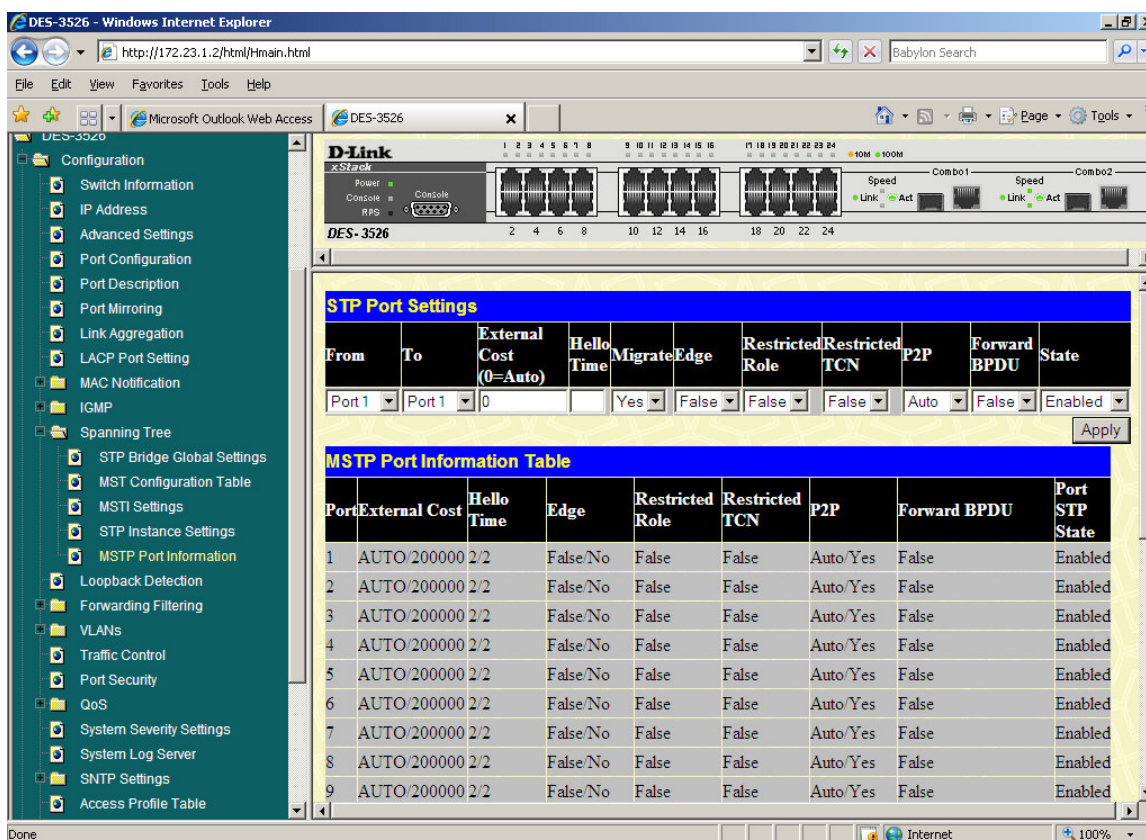 DES-3526 - Windows Internet Explorer
http://172.23.1.2/html/Hmain.html
Babylon Search
File Edit View Favorites Tools Help
Microsoft Outlook Web Access
DES-3526
Page Tools
DES-3526
Configuration
Switch Information
IP Address
Advanced Settings
Port Configuration
Port Description
Port Mirroring
Link Aggregation
LACP Port Setting
MAC Notification
IGMP
Spanning Tree
STP Bridge Global Settings
MST Configuration Table
MSTI Settings
STP Instance Settings
MSTP Port Information
Loopback Detection
Forwarding Filtering
VLANs
Traffic Control
Port Security
QoS
System Severity Settings
System Log Server
SNTP Settings
Access Profile Table
D-Link
xStack
Power
Console
RPS
Console
DES-3526
1 2 3 4 5 6 7 8 9 10 11 12 13 14 15 16 17 18 19 20 21 22 23 24
2 4 6 8 10 12 14 16 18 20 22 24
10M 100M
Combo1
Speed
Link Act
Combo2
Speed
Link Act
STP Port Settings
From To External Cost (0=Auto) Hello Time Migrate Edge Restricted Role Restricted TCN P2P Forward BPDU State
Port 1 Port 1 0 Yes False False False Auto False Enabled
Apply
MSTP Port Information Table
Port External Cost Hello Time Edge Restricted Role Restricted TCN P2P Forward BPDU Port STP State
1 AUTO/200000 2/2 False/No False False Auto/Yes False Enabled
2 AUTO/200000 2/2 False/No False False Auto/Yes False Enabled
3 AUTO/200000 2/2 False/No False False Auto/Yes False Enabled
4 AUTO/200000 2/2 False/No False False Auto/Yes False Enabled
5 AUTO/200000 2/2 False/No False False Auto/Yes False Enabled
6 AUTO/200000 2/2 False/No False False Auto/Yes False Enabled
7 AUTO/200000 2/2 False/No False False Auto/Yes False Enabled
8 AUTO/200000 2/2 False/No False False Auto/Yes False Enabled
9 AUTO/200000 2/2 False/No False False Auto/Yes False Enabled
Done
Internet
100%